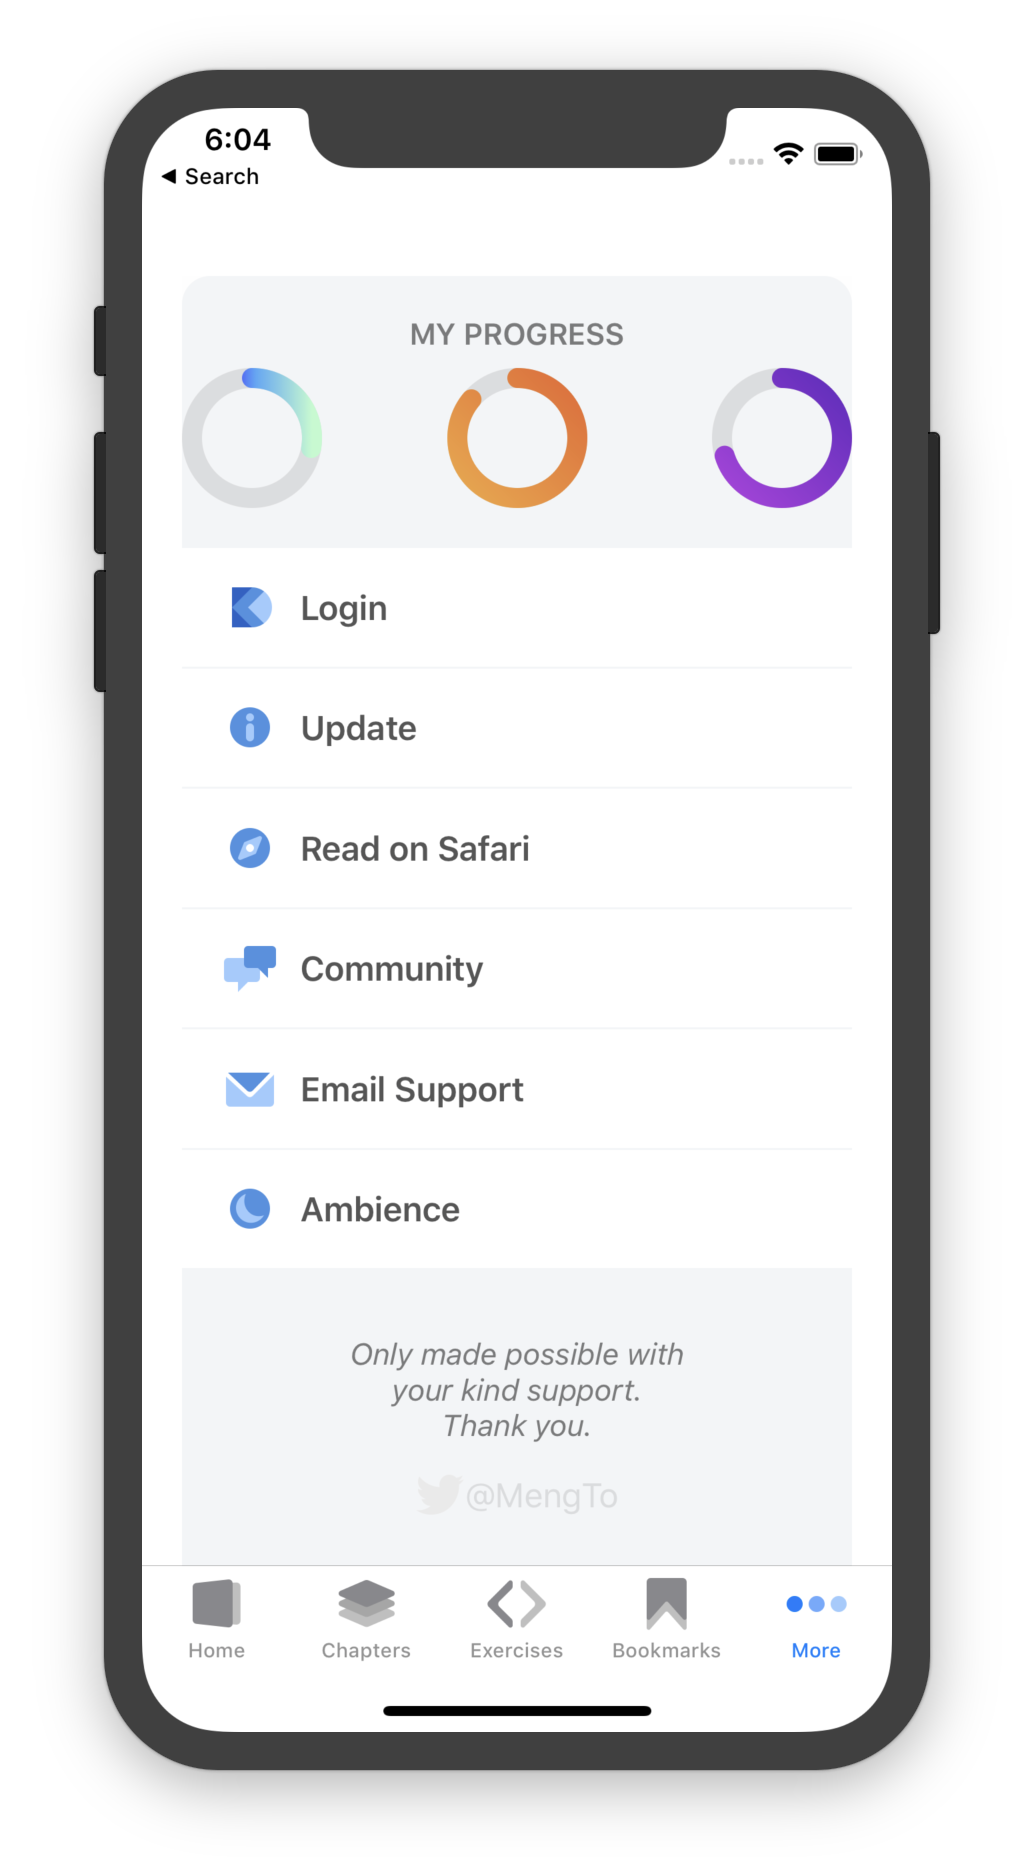 6:04
◀ Search
MY PROGRESS
Login
Update
Read on Safari
Community
Email Support
Ambience
Only made possible with
your kind support.
Thank you.
@MengTo
Home
Chapters
Exercises
Bookmarks
More